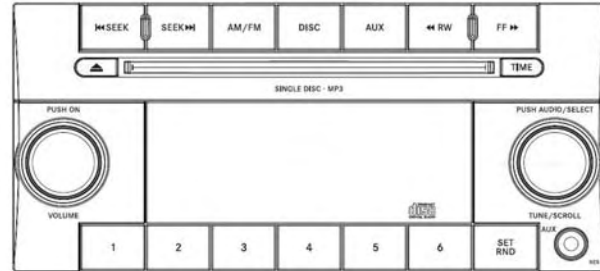 SEEK SEEK AM/FM DISC AUX RW FF
TIME
SINGLE DISC · MP3
PUSH ON PUSH AUDIO/SELECT
VOLUME TUNE/SCROLL
AUX
1 2 3 4 5 6 SET RND
RES